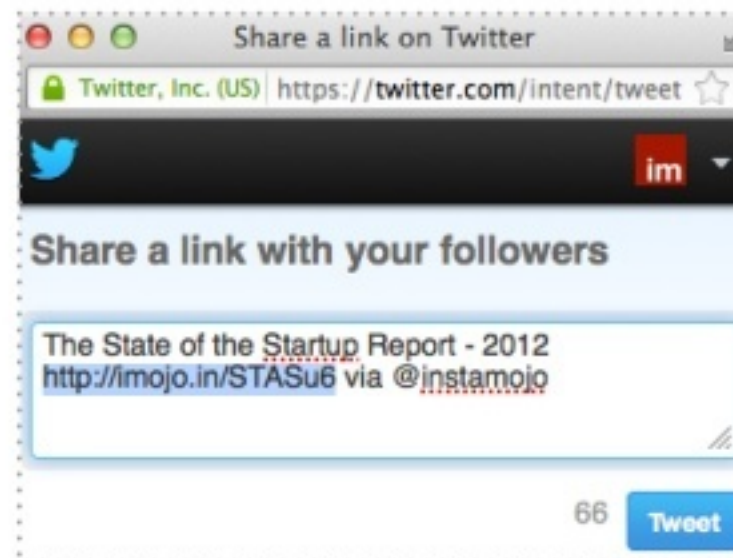 Share a link on Twitter
Twitter, Inc. (US) https://twitter.com/intent/tweet
im
Share a link with your followers
The State of the Startup Report - 2012
http://imojo.in/STASu6 via @instamojo
66 Tweet